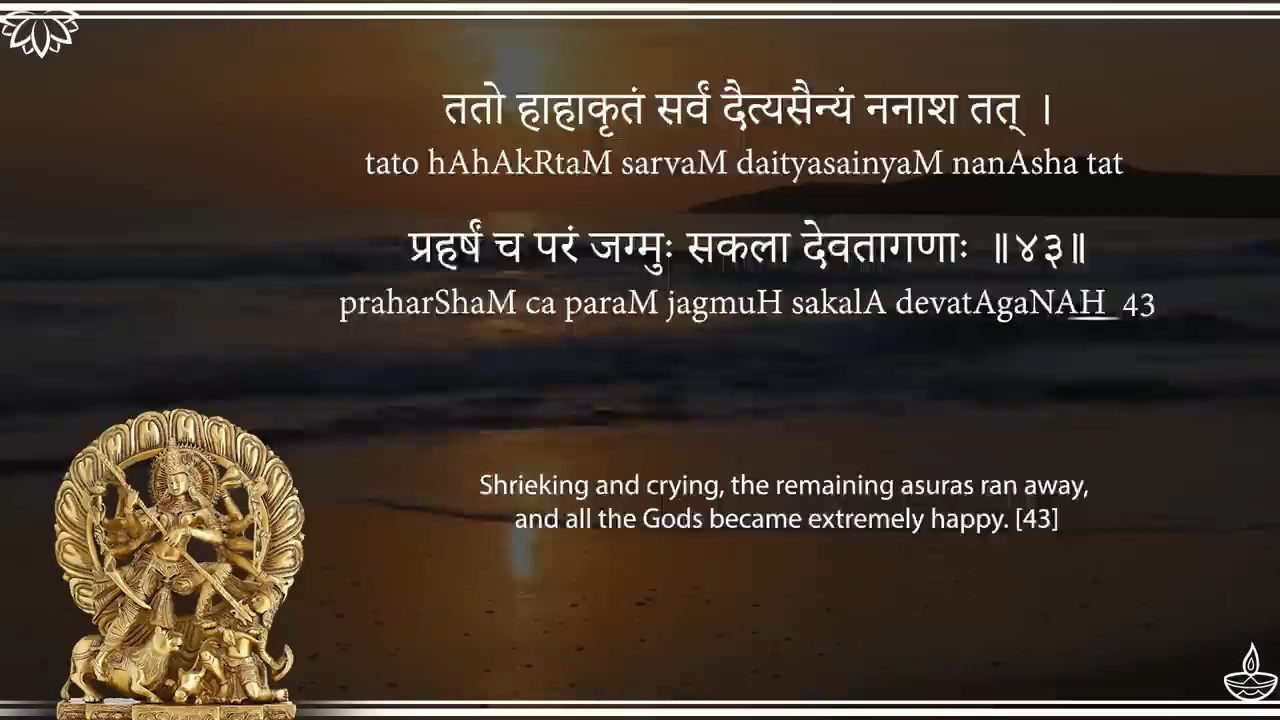 ततो हाहाकृतं सर्वं दैत्यसैन्यं ननाश तत् ।
tato hAhAkRtaM sarvaM daityasainyaM nanAsha tat
प्रहर्षं च परं जग्मुः सकला देवतागणाः ॥४३॥
praharShaM ca paraM jagmuH sakalA devatAgaNAH 43
Shrieking and crying, the remaining asuras ran away,
and all the Gods became extremely happy. [43]